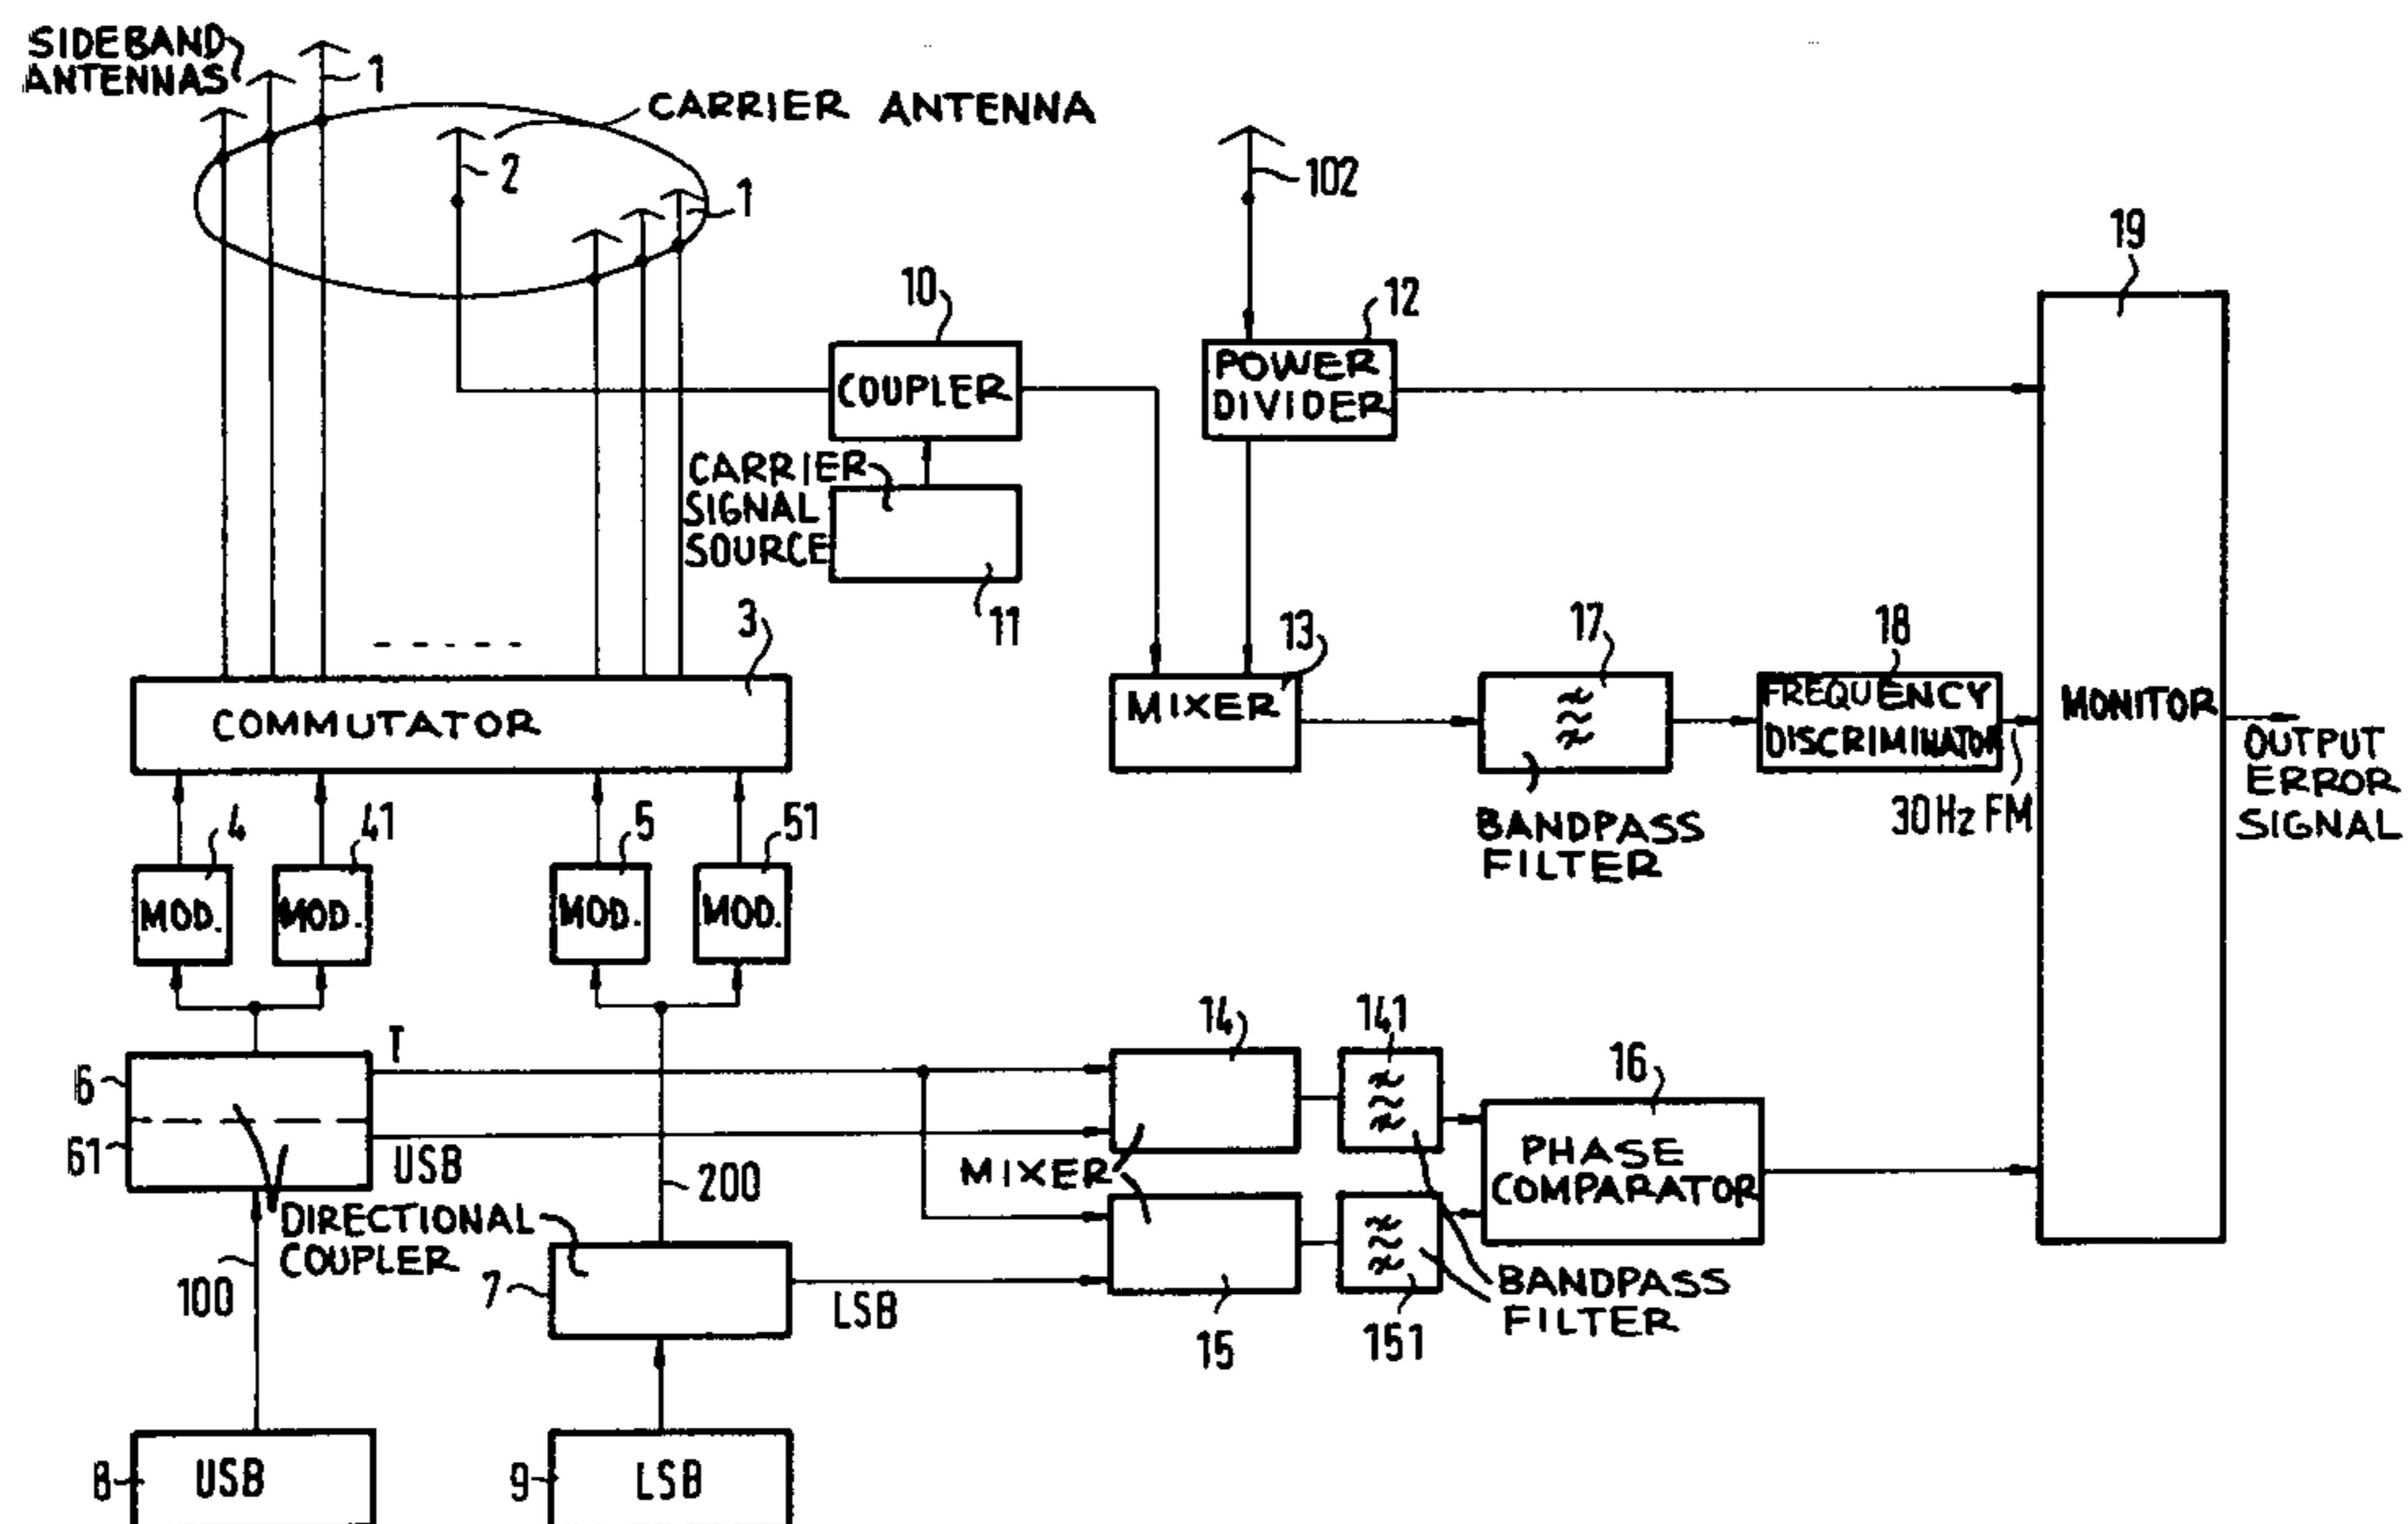 SIDEBAND
ANTENNAS
1
CARRIER ANTENNA
2
1
102
19
10
12
COUPLER
POWER
DIVIDER
CARRIER
SIGNAL
SOURCE
11
3
13
17
18
COMMUTATOR
MIXER
FREQUENCY
DISCRIMINATOR
MONITOR
OUTPUT
ERROR
SIGNAL
30Hz FM
BANDPASS
FILTER
4
41
5
51
MOD.
MOD.
MOD.
MOD.
T
14
141
16
6
61
USB
200
MIXER
PHASE
COMPARATOR
DIRECTIONAL
COUPLER
100
7
LSB
15
151
BANDPASS
FILTER
8
USB
9
LSB